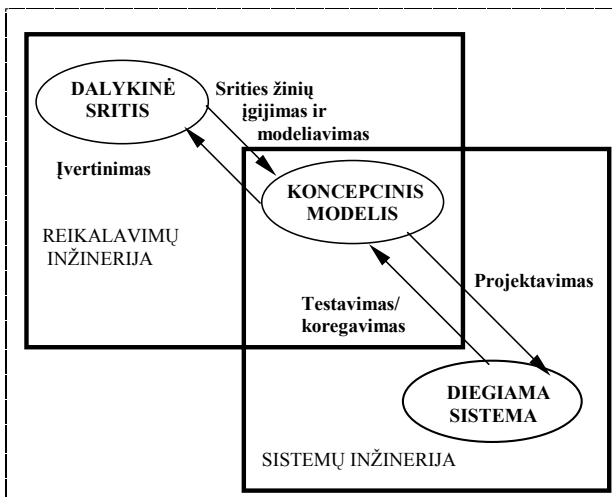 DALYKINĖ
SRITIS
Srities žinių
įgijimas ir
modeliavimas
Įvertinimas
KONCEPCINIS
MODELIS
REIKALAVIMŲ
INŽINERIJA
Projektavimas
Testavimas/
koregavimas
DIEGIAMA
SISTEMA
SISTEMŲ INŽINERIJA